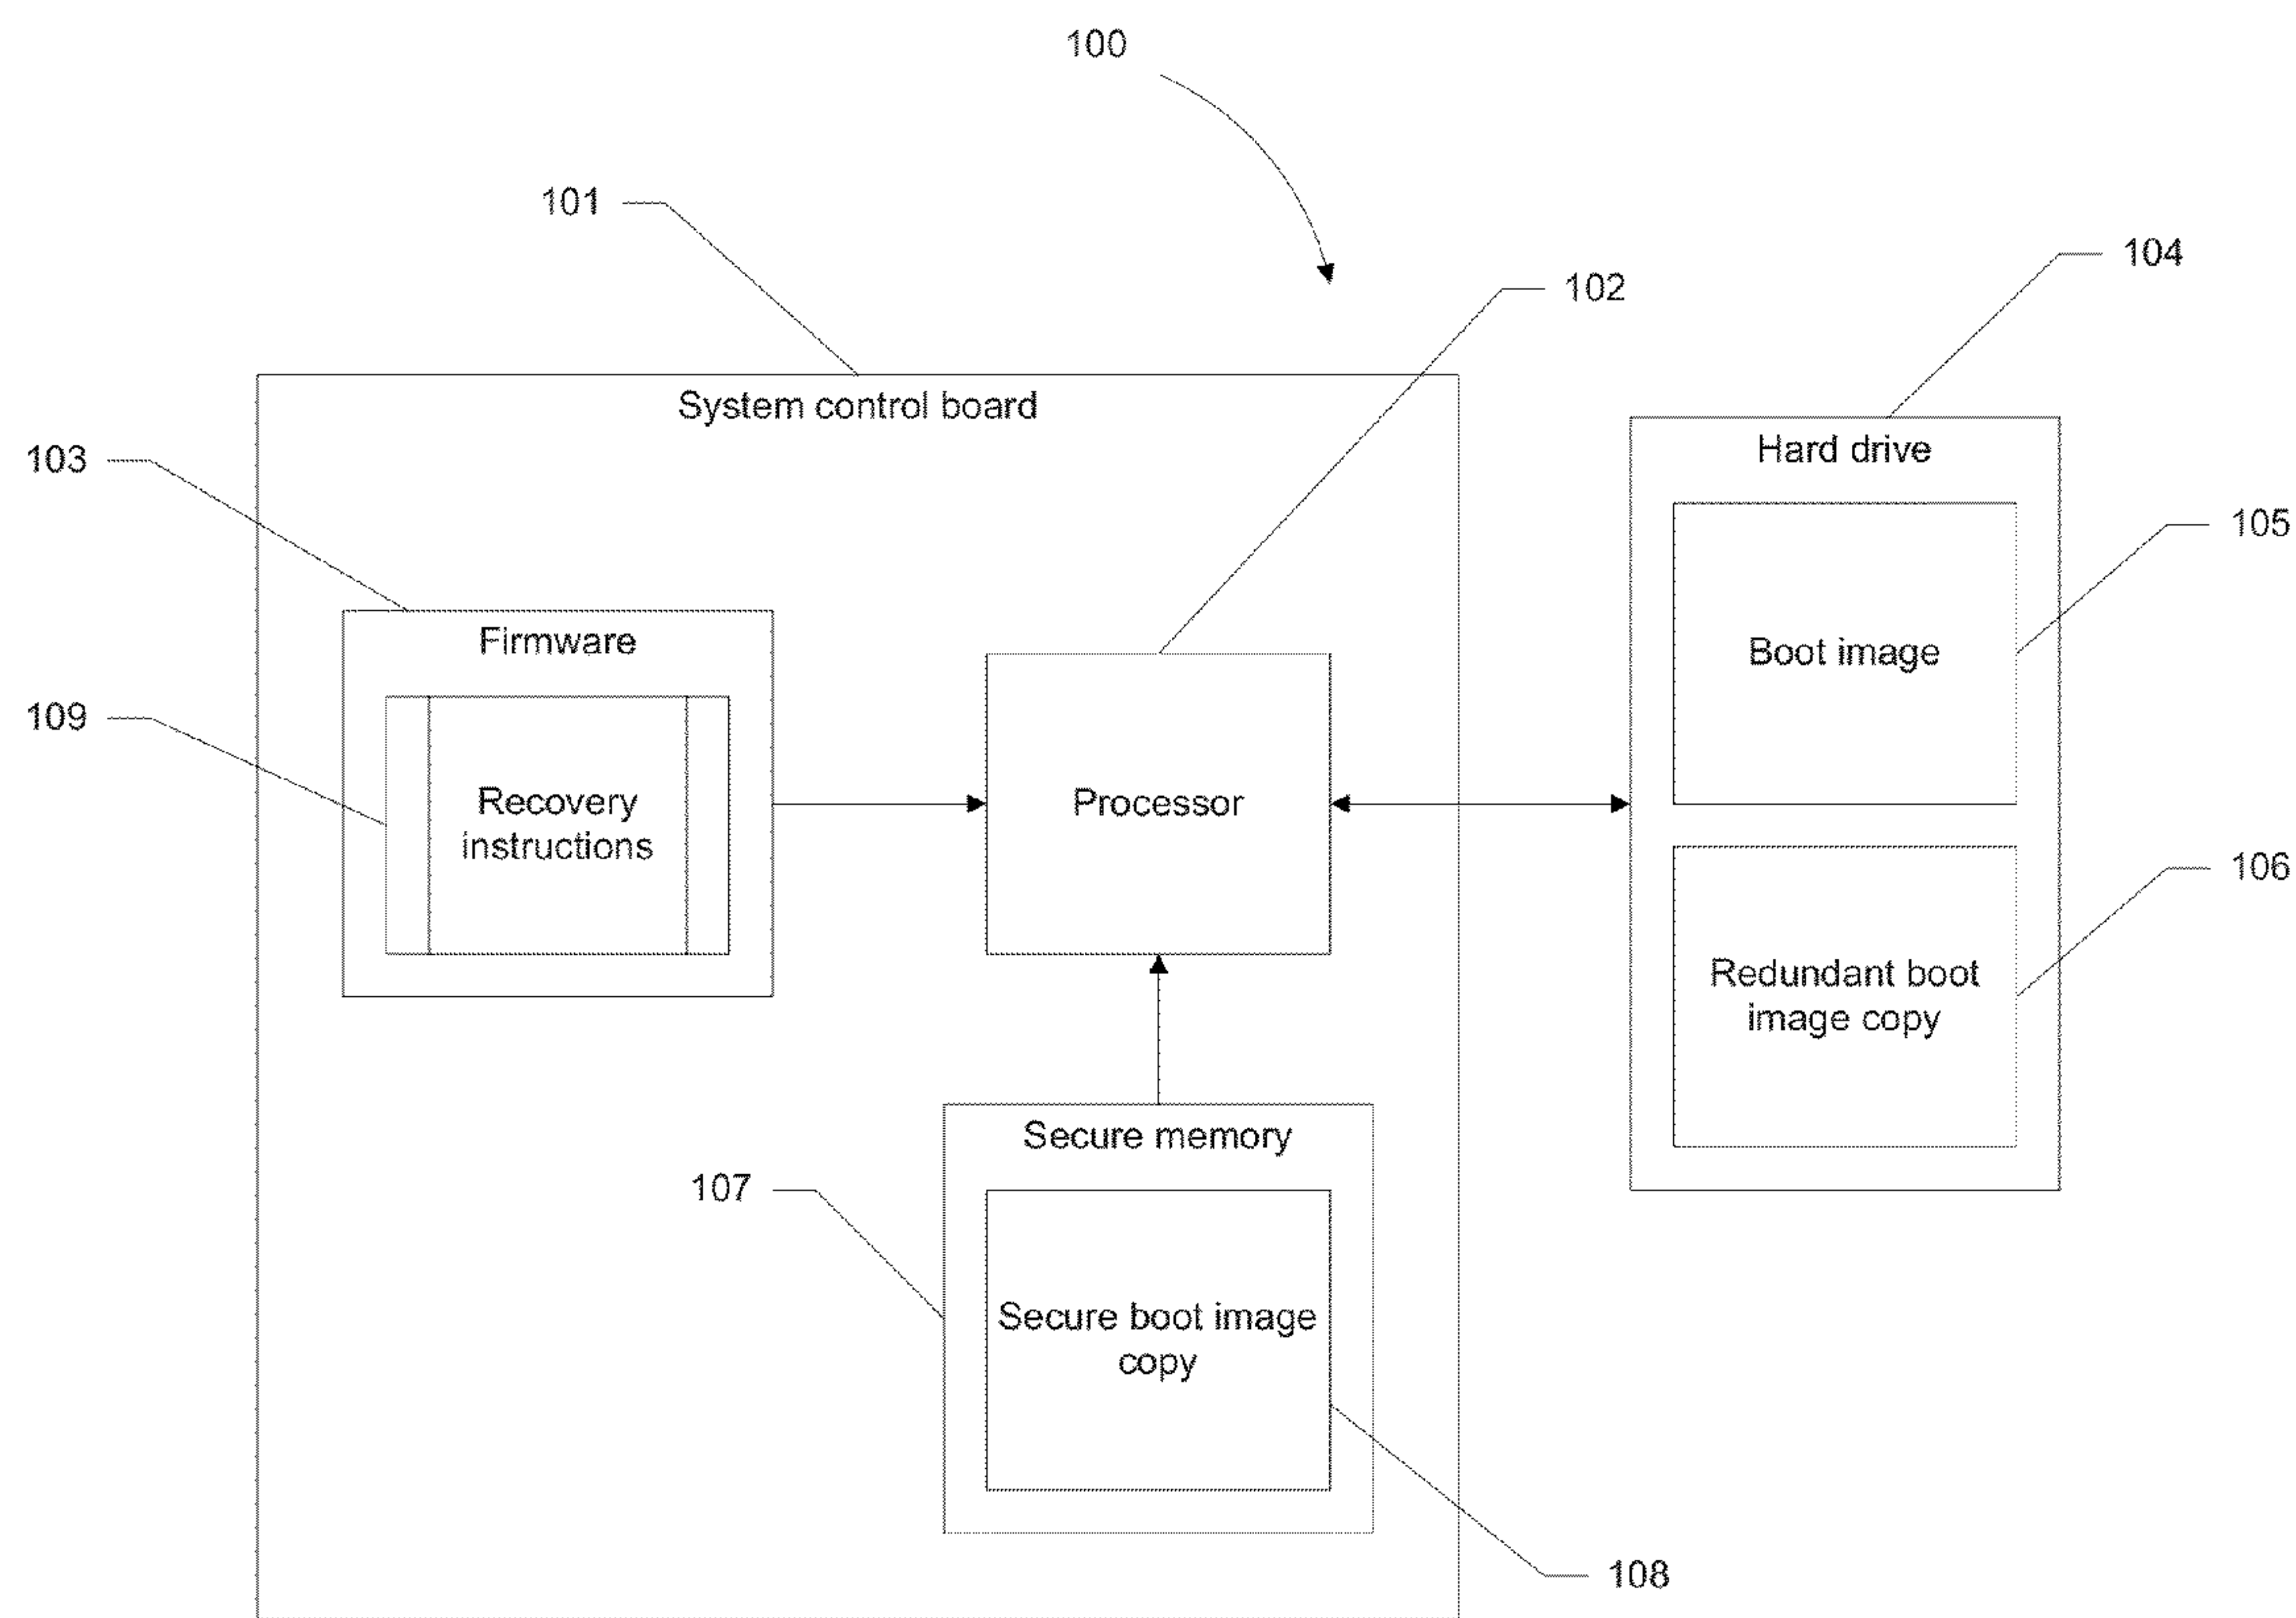 100
101
104
102
System control board
103
Hard drive
105
Firmware
Boot image
109
Recovery
instructions
Processor
106
Redundant boot
image copy
Secure memory
107
Secure boot image
copy
108